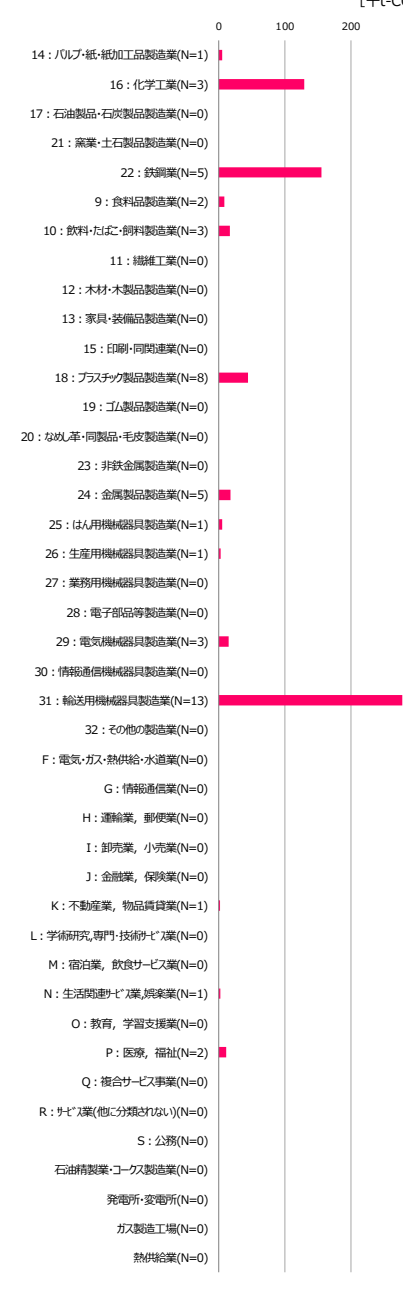 0 100 200
14：パルプ・紙・紙加工品製造業(N=1)
16：化学工業(N=3)
17：石油製品・石炭製品製造業(N=0)
21：窯業・土石製品製造業(N=0)
22：鉄鋼業(N=5)
9：食料品製造業(N=2)
10：飲料・たばこ・飼料製造業(N=3)
11：繊維工業(N=0)
12：木材・木製品製造業(N=0)
13：家具・装備品製造業(N=0)
15：印刷・同関連業(N=0)
18：プラスチック製品製造業(N=8)
19：ゴム製品製造業(N=0)
20：なめし革・同製品・毛皮製造業(N=0)
23：非鉄金属製造業(N=0)
24：金属製品製造業(N=5)
25：はん用機械器具製造業(N=1)
26：生産用機械器具製造業(N=1)
27：業務用機械器具製造業(N=0)
28：電子部品等製造業(N=0)
29：電気機械器具製造業(N=3)
30：情報通信機械器具製造業(N=0)
31：輸送用機械器具製造業(N=13)
32：その他の製造業(N=0)
F：電気・ガス・熱供給・水道業(N=0)
G：情報通信業(N=0)
H：運輸業，郵便業(N=0)
I：卸売業，小売業(N=0)
J：金融業，保険業(N=0)
K：不動産業，物品賃貸業(N=1)
L：学術研究,専門・技術ｻｰﾋﾞｽ業(N=0)
M：宿泊業，飲食サービス業(N=0)
N：生活関連ｻｰﾋﾞｽ業,娯楽業(N=1)
O：教育，学習支援業(N=0)
P：医療，福祉(N=2)
Q：複合サービス事業(N=0)
R：ｻｰﾋﾞｽ業(他に分類されない)(N=0)
S：公務(N=0)
石油精製業・コークス製造業(N=0)
発電所・変電所(N=0)
ガス製造工場(N=0)
熱供給業(N=0)